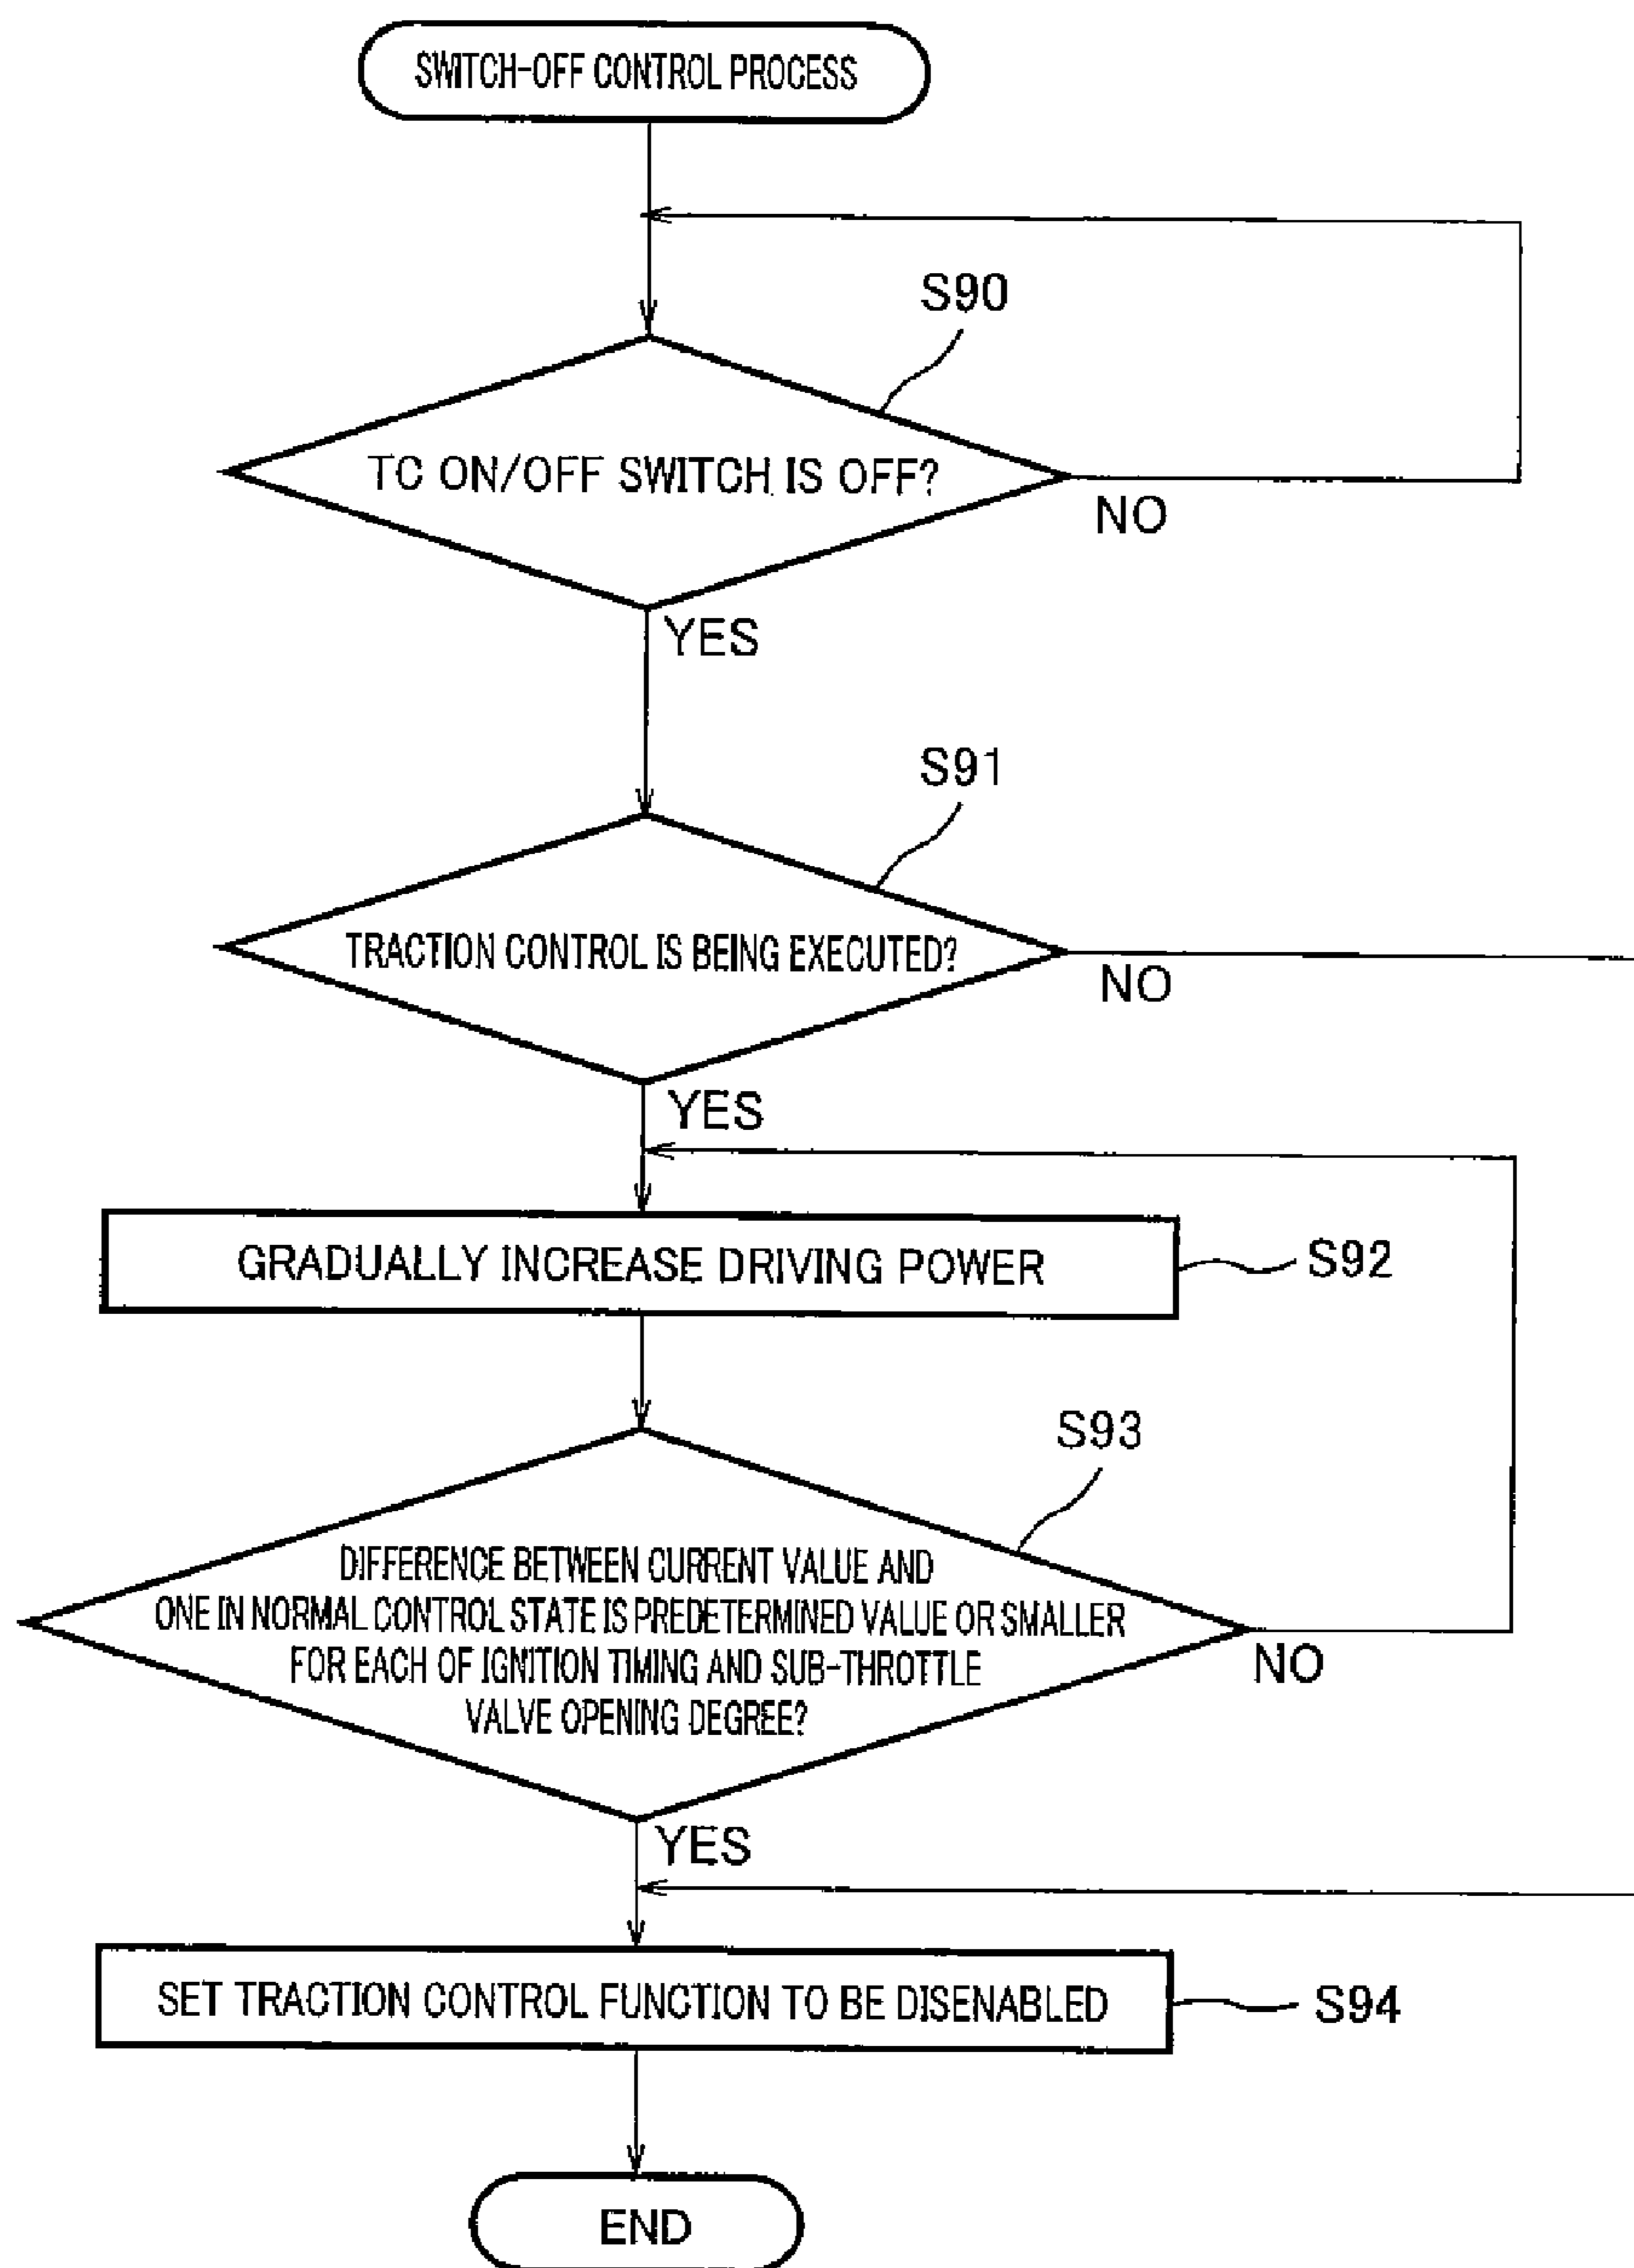 SWITCH-OFF CONTROL PROCESS
S90
TC ON/OFF SWITCH IS OFF?
NO
YES
S91
TRACTION CONTROL IS BEING EXECUTED?
NO
YES
GRADUALLY INCREASE DRIVING POWER
S92
S93
DIFFERENCE BETWEEN CURRENT VALUE AND
ONE IN NORMAL CONTROL STATE IS PREDETERMINED VALUE OR SMALLER
FOR EACH OF IGNITION TIMING AND SUB-THROTTLE
VALVE OPENING DEGREE?
NO
YES
SET TRACTION CONTROL FUNCTION TO BE DISENABLED
S94
END